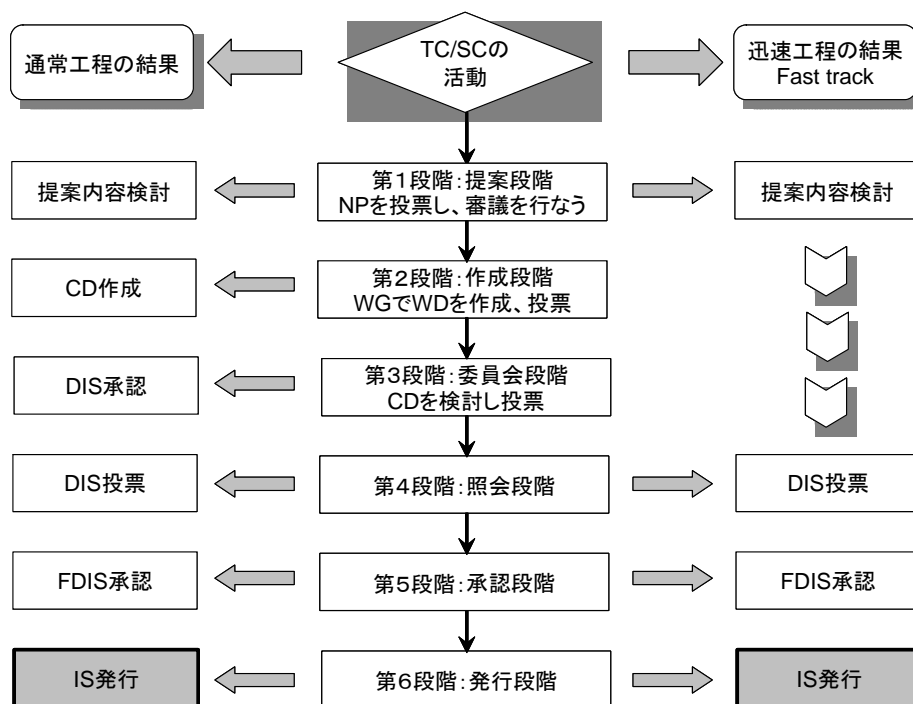 通常工程の結果
TC/SCの
活動
迅速工程の結果
Fast track
提案内容検討
第1段階:提案段階
NPを投票し、審議を行なう
提案内容検討
CD作成
第2段階:作成段階
WGでWDを作成、投票
DIS承認
第3段階:委員会段階
CDを検討し投票
DIS投票
第4段階:照会段階
DIS投票
FDIS承認
第5段階:承認段階
FDIS承認
IS発行
第6段階:発行段階
IS発行